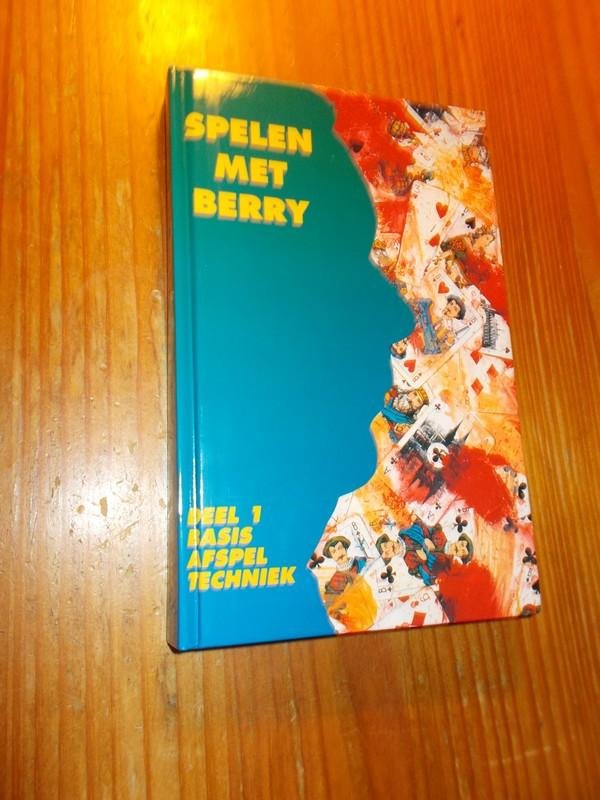 SPELEN
MET
BERRY
DEEL 1
BASIS
AFSPEL
TECHNIEK